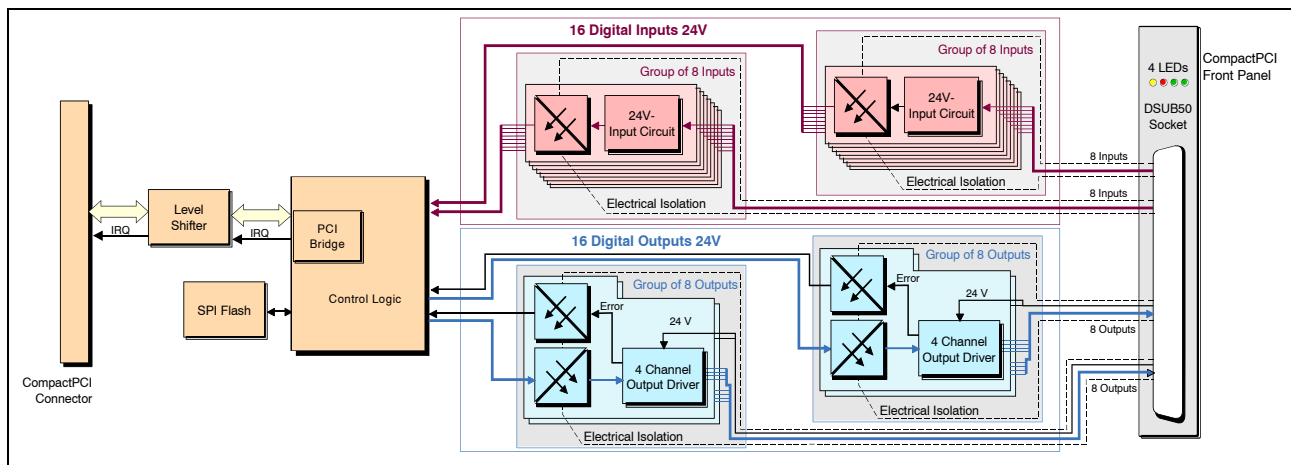 16 Digital Inputs 24V
Group of 8 Inputs
24V-
Input Circuit
Electrical Isolation
Group of 8 Inputs
24V-
Input Circuit
Electrical Isolation
8 Inputs
8 Inputs
4 LEDs
DSUB50
Socket
CompactPCI
Front Panel
Level
Shifter
IRQ
IRQ
PCI
Bridge
Control Logic
SPI Flash
CompactPCI
Connector
16 Digital Outputs 24V
Group of 8 Outputs
Error
24 V
4 Channel
Output Driver
Electrical Isolation
Group of 8 Outputs
Error
24 V
4 Channel
Output Driver
Electrical Isolation
8 Outputs
8 Outputs